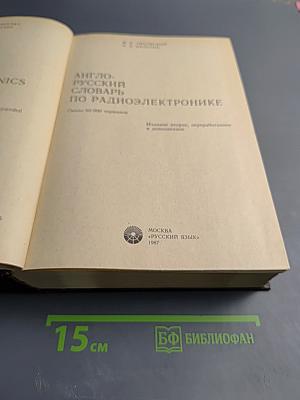 NICS
АНГЛО-
РУССКИЙ
СЛОВАРЬ
ПО РАДИОЭЛЕКТРОНИКЕ
Издание второе, переработанное
и дополненное
МОСКВА
«РУССКИЙ ЯЗЫК»
1987
15 см
БФ БИБЛИОФАН